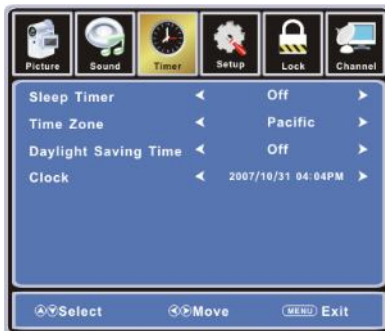 Picture Sound Timer Setup Lock Channel
Sleep Timer Off
Time Zone Pacific
Daylight Saving Time Off
Clock 2007/10/31 04:04PM
Select Move MENU Exit